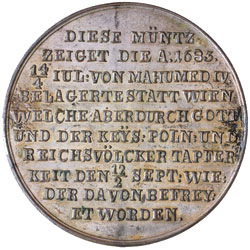 DIESE MÜNTZ
ZEIGET DIE A. 1683.
14/4 IUL: VON MAHUMED IV.
BELAGERTE STATT WIEN
WELCHE ABER DURCH GOTT
UND DER KEYS: POLN: UND
REICHSVÖLCKER TAPFER
KEIT DEN 12/2 SEPT: WIE,
DER DAVON BEFREY,
ET WORDEN.